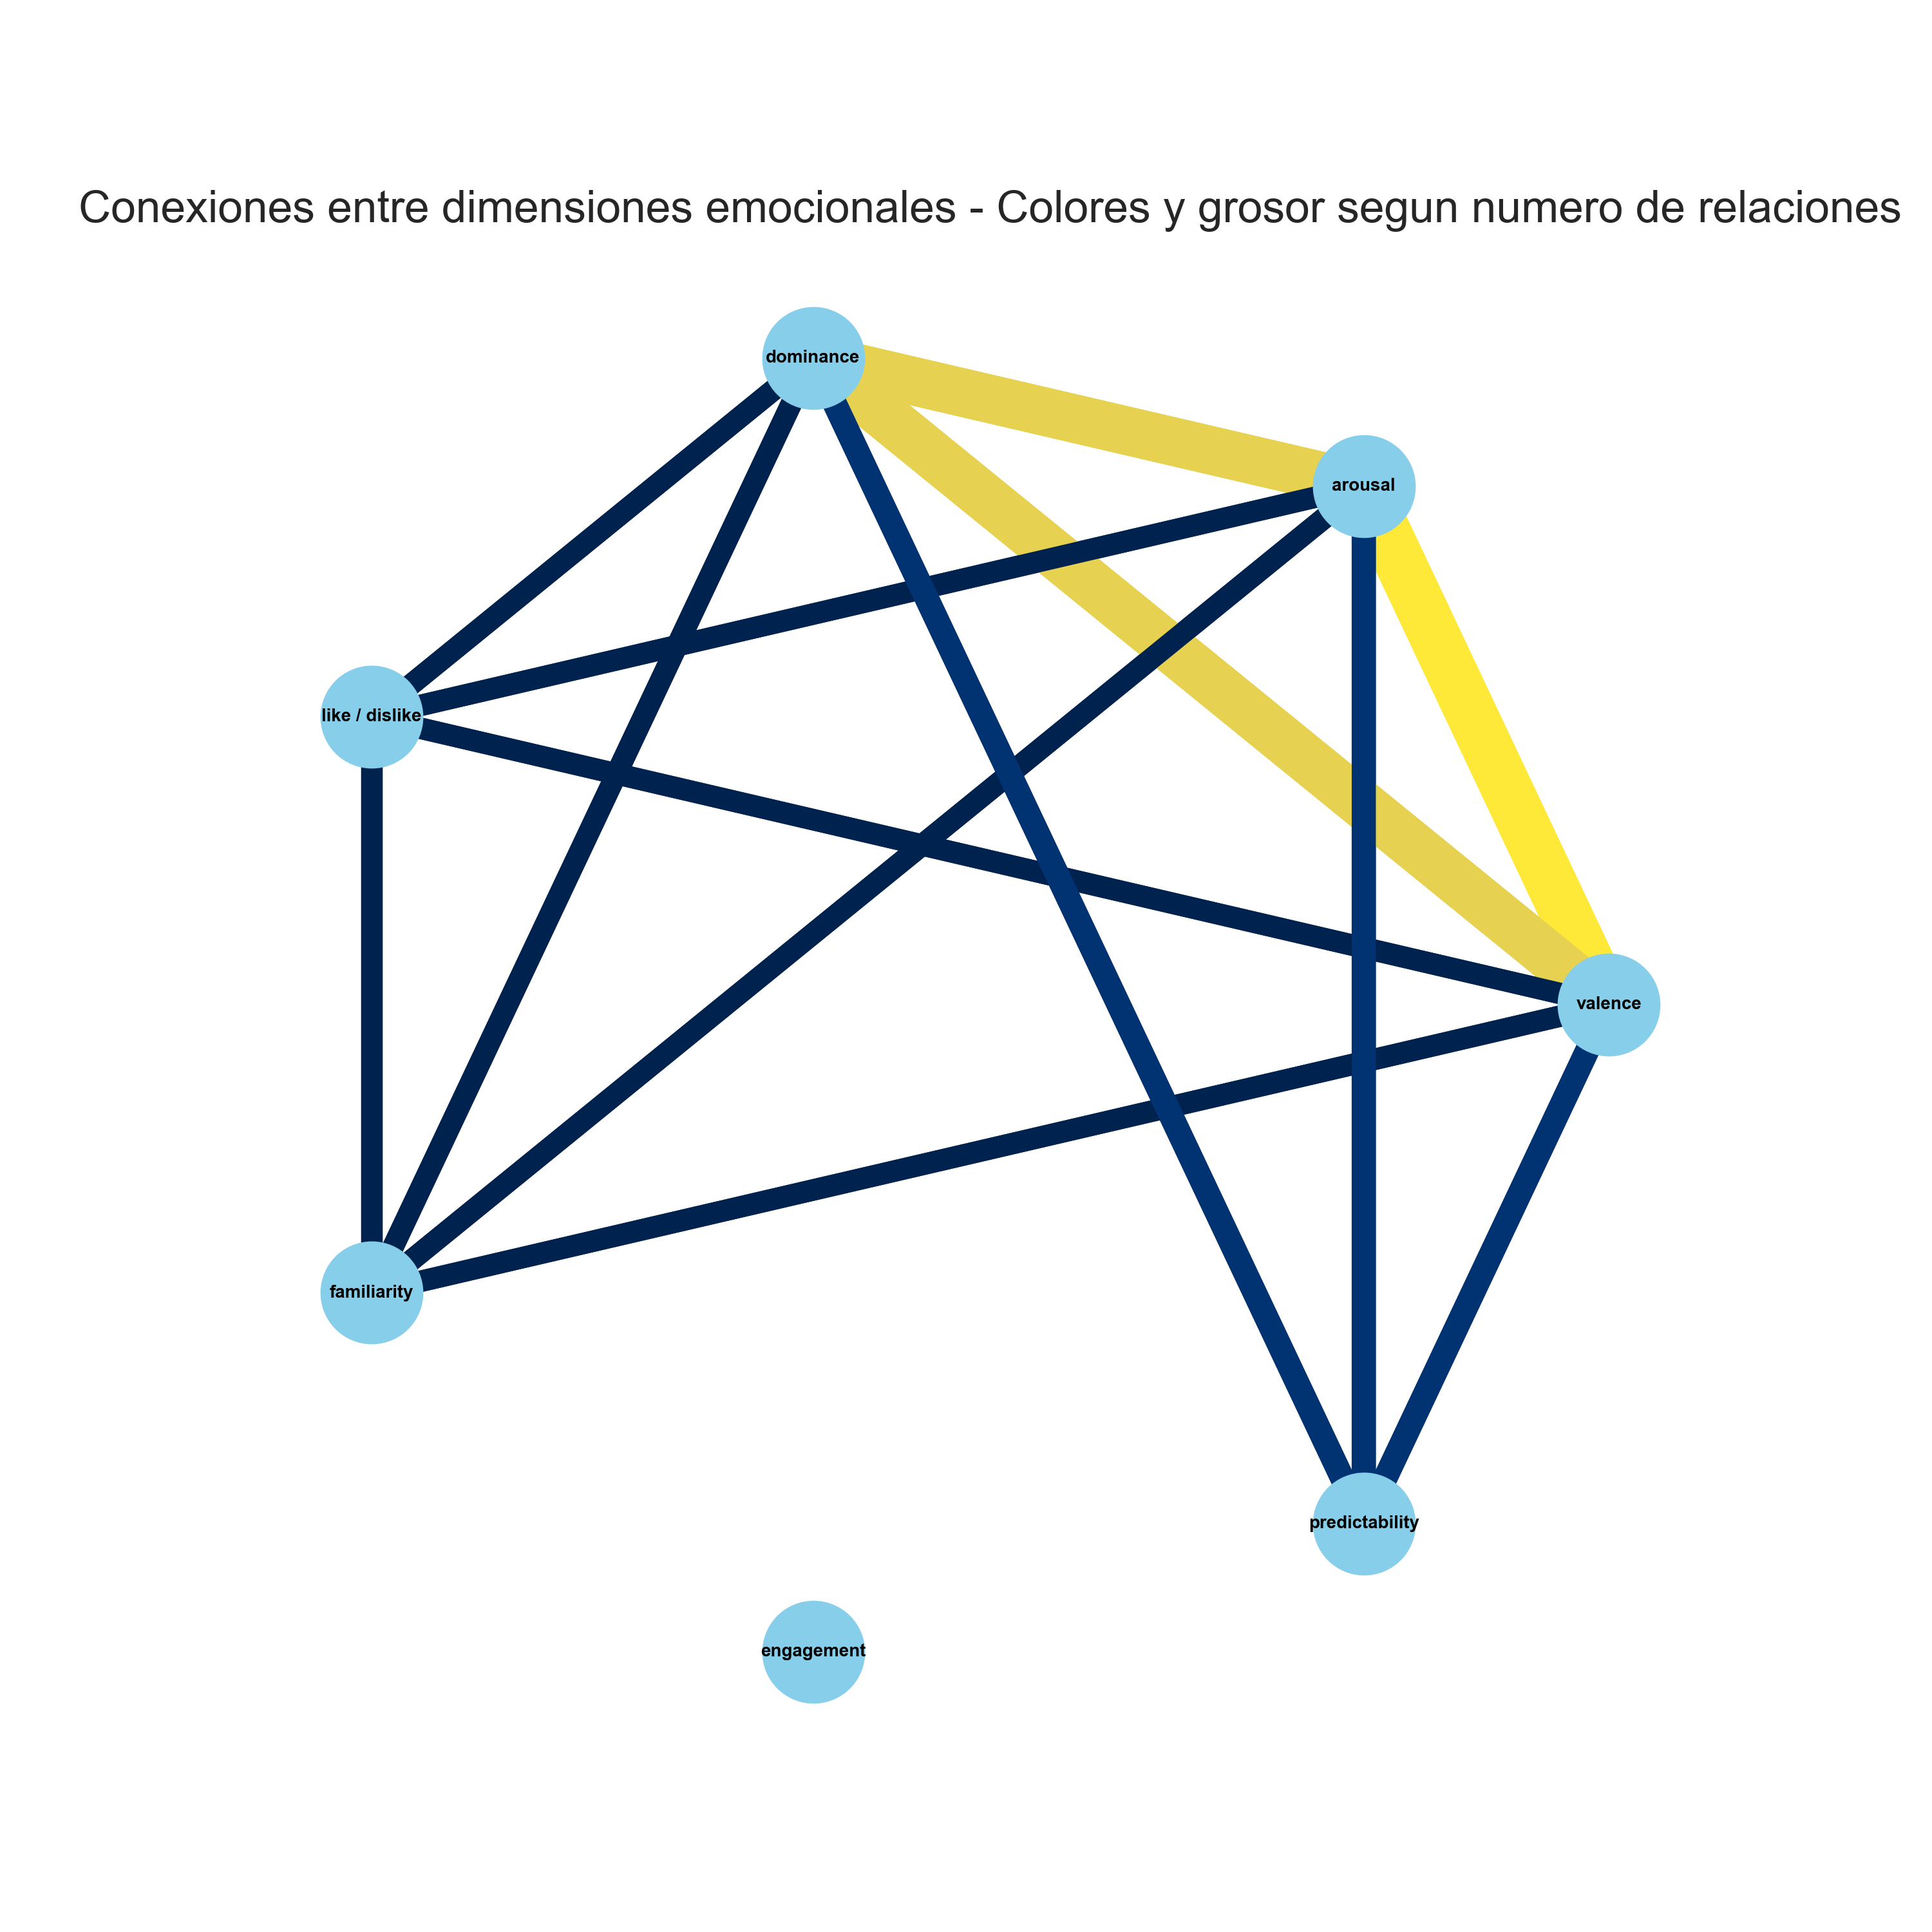 Conexiones entre dimensiones emocionales - Colores y grosor segun numero de relaciones
dominance
arousal
like / dislike
valence
familiarity
predictability
engagement